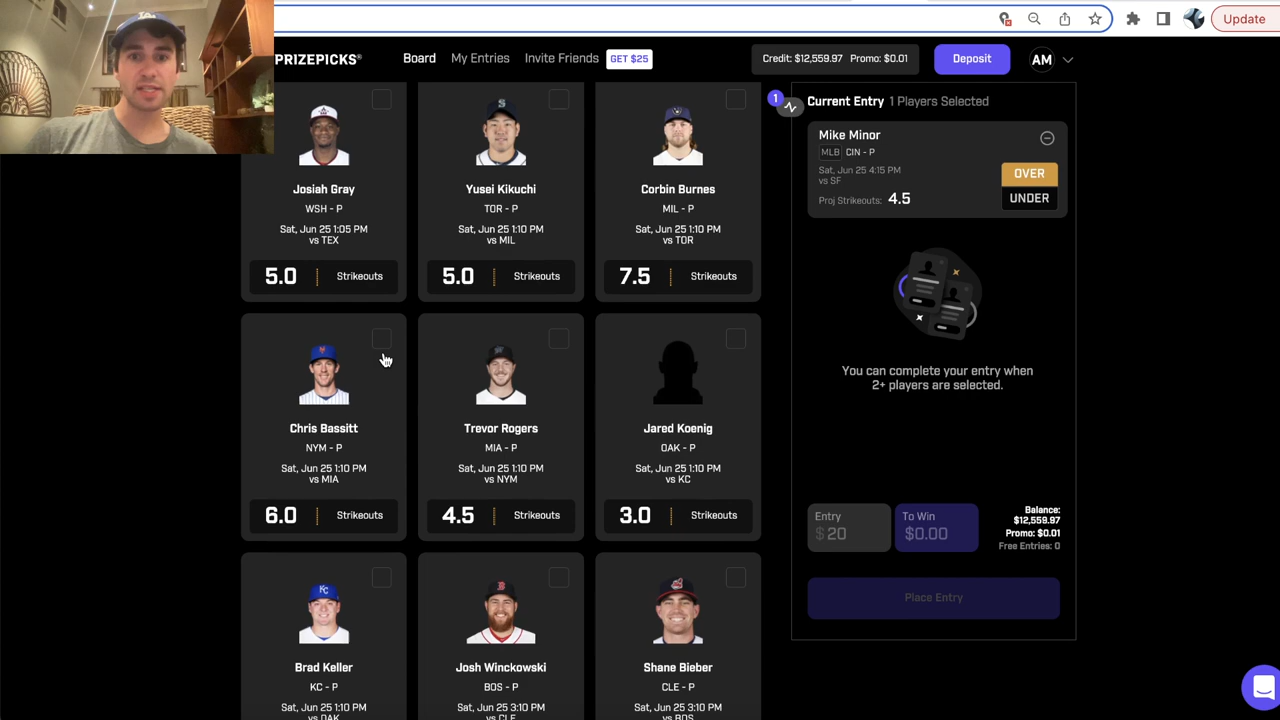 Update
PRIZEPICKS®
Board
My Entries
Invite Friends
GET $25
Credit: $12,559.97
Promo: $0.01
Deposit
AM
Josiah Gray
WSH - P
Sat, Jun 25 1:05 PM
vs TEX
5.0
Strikeouts
Yusei Kikuchi
TOR - P
Sat, Jun 25 1:10 PM
vs MIL
5.0
Strikeouts
Corbin Burnes
MIL - P
Sat, Jun 25 1:10 PM
vs TOR
7.5
Strikeouts
Chris Bassitt
NYM - P
Sat, Jun 25 1:10 PM
vs MIA
6.0
Strikeouts
Trevor Rogers
MIA - P
Sat, Jun 25 1:10 PM
vs NYM
4.5
Strikeouts
Jared Koenig
OAK - P
Sat, Jun 25 1:10 PM
vs KC
3.0
Strikeouts
KC
Brad Keller
KC - P
Sat, Jun 25 1:10 PM
vs OAK
Josh Winckowski
BOS - P
Sat, Jun 25 3:10 PM
vs CLE
Shane Bieber
CLE - P
Sat, Jun 25 3:10 PM
vs BOS
1
Current Entry 1 Players Selected
Mike Minor
MLB CIN - P
Sat, Jun 25 4:15 PM
vs SF
Proj Strikeouts: 4.5
OVER
UNDER
You can complete your entry when
2+ players are selected.
Entry
$ 20
To Win
$0.00
Balance:
$12,559.97
Promo: $0.01
Free Entries: 0
Place Entry